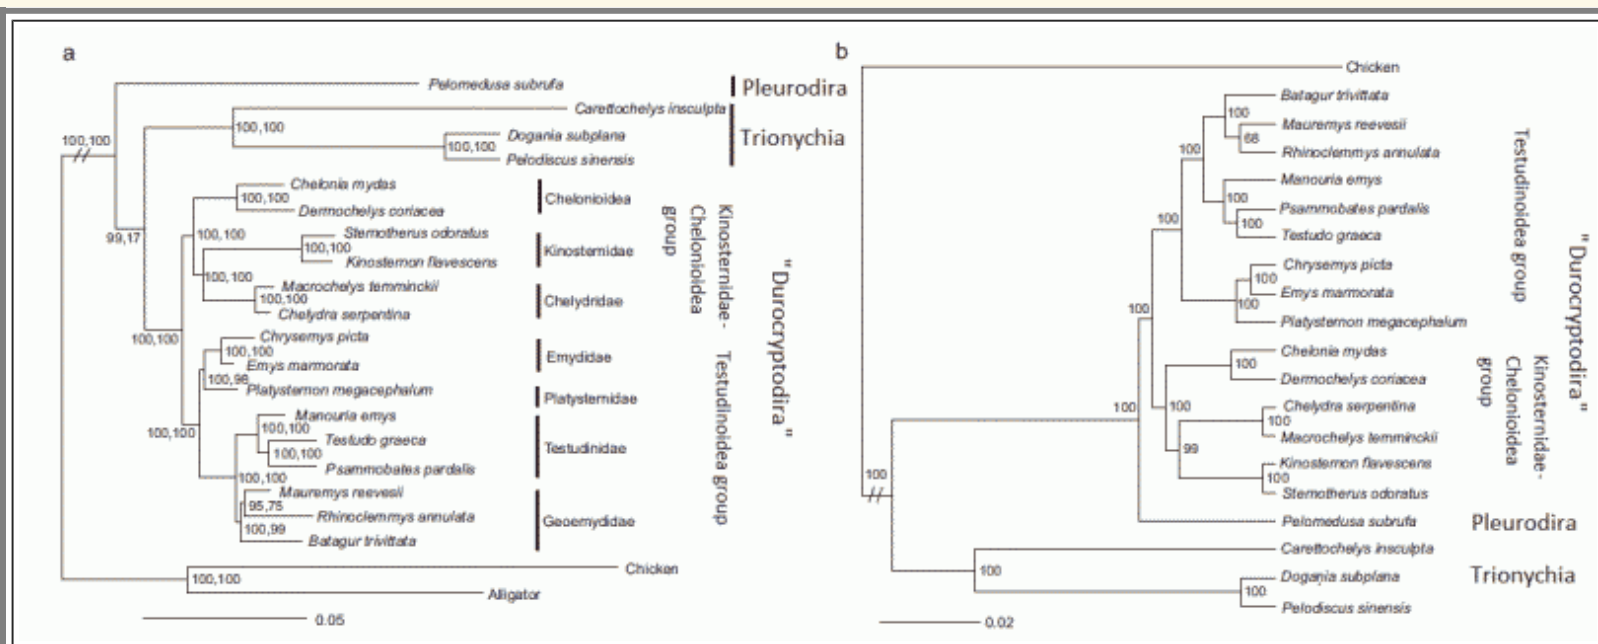 a
Pelomedusa subrufa
Pleurodira
Carettochelys insculpta
100,100
Trionychia
100,100
Dogania subplana
100,100
Pelodiscus sinensis
Chelonia mydas
100,100
Chelonioidea
Dermochelys coriacea
99,17
100,100
Sternotherus odoratus
100,100
Kinosternidae
Kinosternon flavescens
100,100
Macrochelys temminckii
100,100
Chelydridae
Chelydra serpentina
100,100
Chrysemys picta
100,100
Emydidae
Emys marmorata
100,98
Platysternon megacephalum
Platysternidae
Manouria emys
100,100
100,100
Testudo graeca
Testudinidae
100,100
Psammobates pardalis
100,100
Mauremys reevesii
95,75
Rhinoclemmys annulata
Geoemydidae
100,99
Batagur trivittata
Chicken
100,100
Alligator
0.05
Kinosternidae-
Chelonioidea
group
Testudinoidea group
"Durocryptodira"
b
Chicken
Batagur trivittata
100
Mauremys reevesii
68
100
Rhinoclemmys annulata
Manouria emys
100
Psammobates pardalis
100
100
Testudo graeca
Chrysemys picta
100
Emys marmorata
100
100
Platysternon megacephalum
Chelonia mydas
100
Dermochelys coriacea
100
100
Chelydra serpentina
100
Macrochelys temminckii
99
Kinosternon flavescens
100
100
Sternotherus odoratus
Pelomedusa subrufa
Pleurodira
Carettochelys insculpta
100
Dogania subplana
Trionychia
100
Pelodiscus sinensis
0.02
Testudinoidea group
Kinosternidae-
Chelonioidea
group
"Durocryptodira"